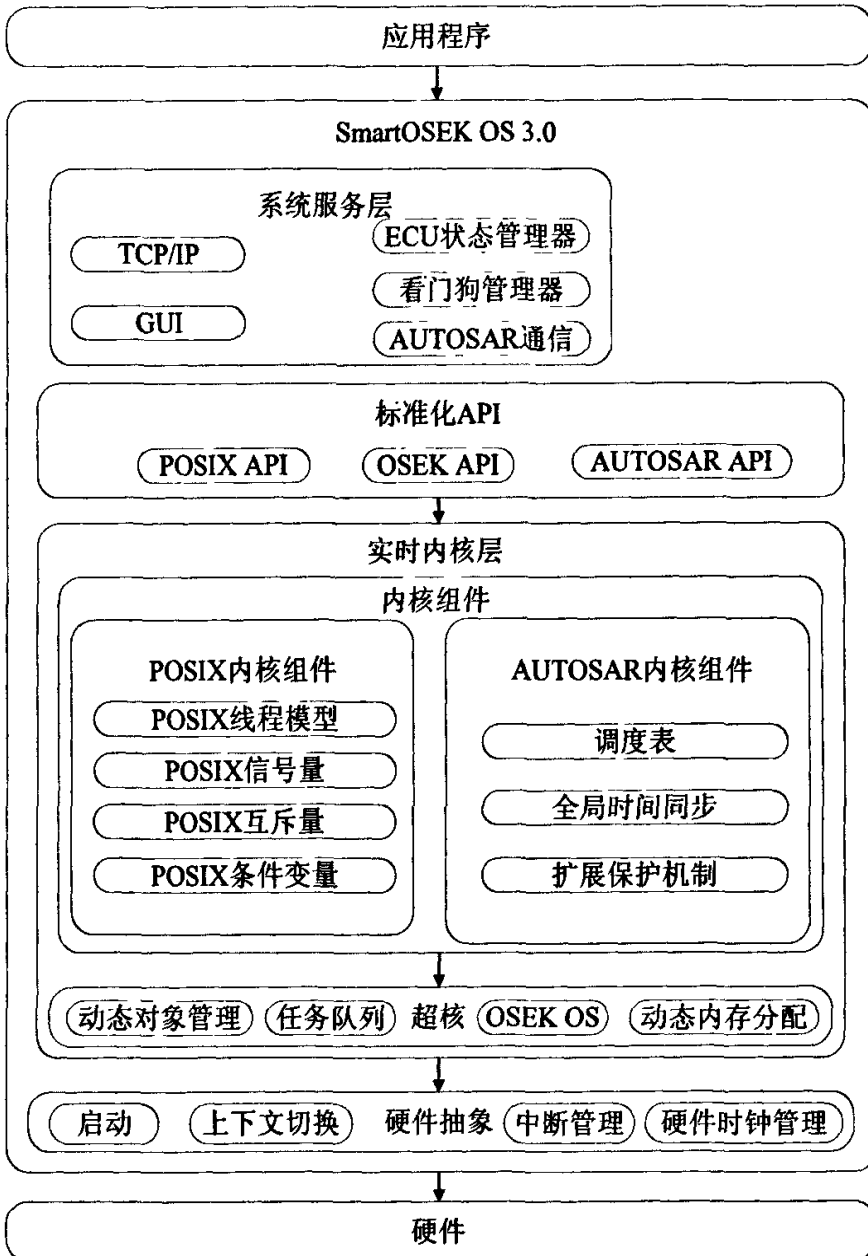 应用程序
SmartOSEK OS 3.0
系统服务层
TCP/IP
ECU状态管理器
看门狗管理器
GUI
AUTOSAR通信
标准化API
POSIX API OSEK API AUTOSAR API
实时内核层
内核组件
POSIX内核组件
POSIX线程模型
POSIX信号量
POSIX互斥量
POSIX条件变量
AUTOSAR内核组件
调度表
全局时间同步
扩展保护机制
动态对象管理 任务队列 超核 OSEK OS 动态内存分配
启动 上下文切换 硬件抽象 中断管理 硬件时钟管理
硬件